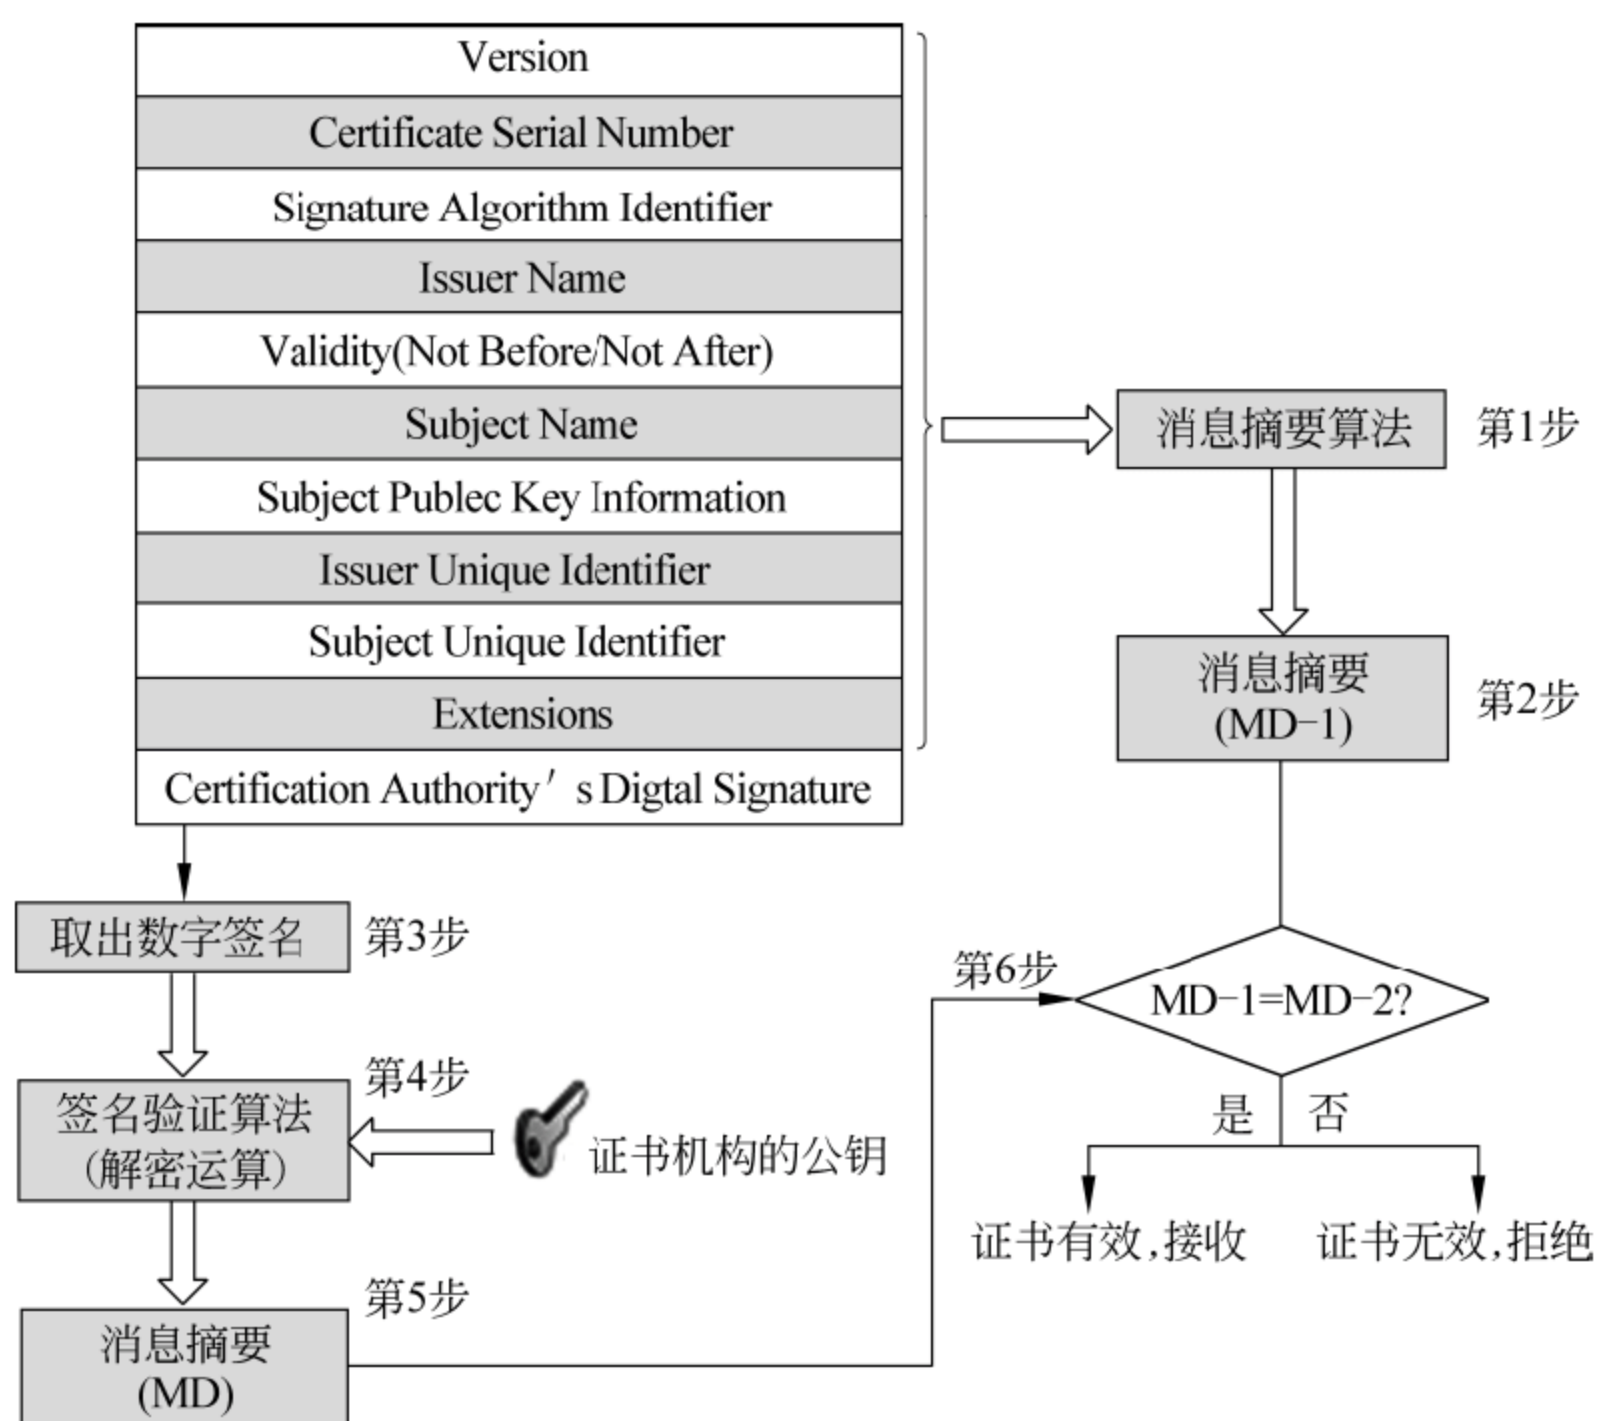 Version
Certificate Serial Number
Signature Algorithm Identifier
Issuer Name
Validity(Not Before/Not After)
Subject Name
Subject Publec Key Information
Issuer Unique Identifier
Subject Unique Identifier
Extensions
Certification Authority′s Digtal Signature
消息摘要算法
第1步
消息摘要
(MD-1)
第2步
取出数字签名
第3步
签名验证算法
(解密运算)
第4步
证书机构的公钥
消息摘要
(MD)
第5步
第6步
MD-1=MD-2?
是
否
证书有效,接收
证书无效,拒绝